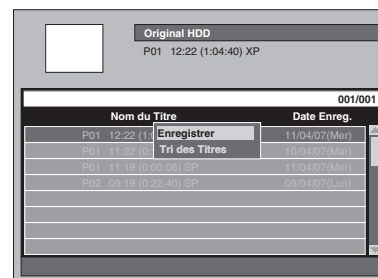 Original HDD
P01 12:22 (1:04:40) XP
001/001
Nom du Titre Date Enreg.
P01 12:22 (1:0 Enregistrer 11/04/07(Mer)
P01 11:22 (0: Tri des Titres 10/04/07(Mar)
P01 11:19 (0:00:06) SP 11/04/07(Mer)
P02 09:19 (0:22:40) SP 09/04/07(Lun)